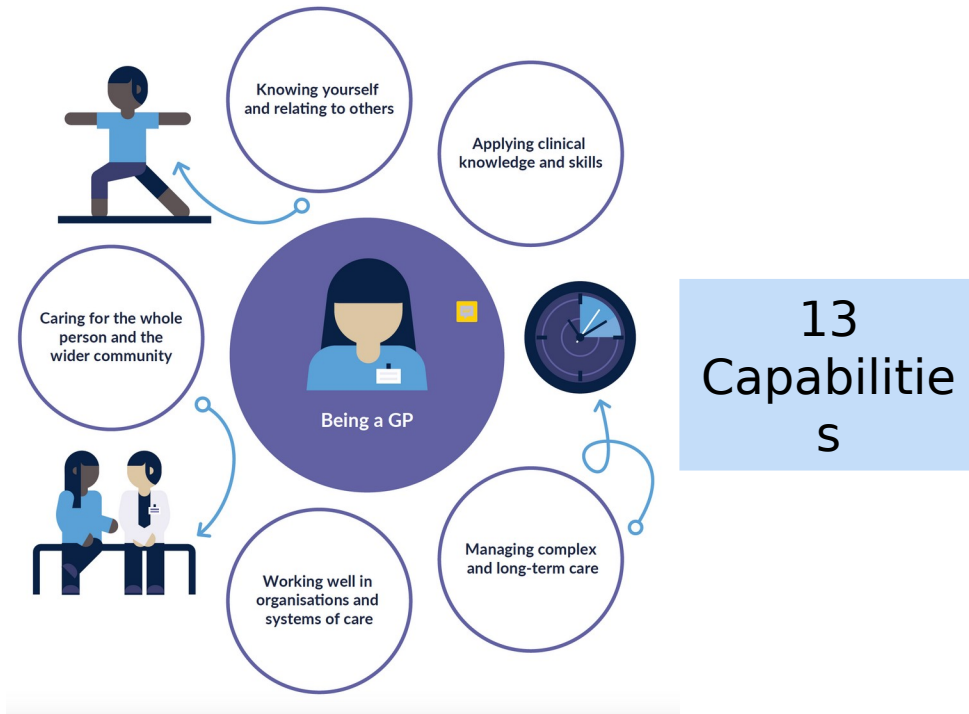 Knowing yourself
and relating to others
Applying clinical
knowledge and skills
Caring for the whole
person and the
wider community
Being a GP
Managing complex
and long-term care
Working well in
organisations and
systems of care
13
Capabilitie
s